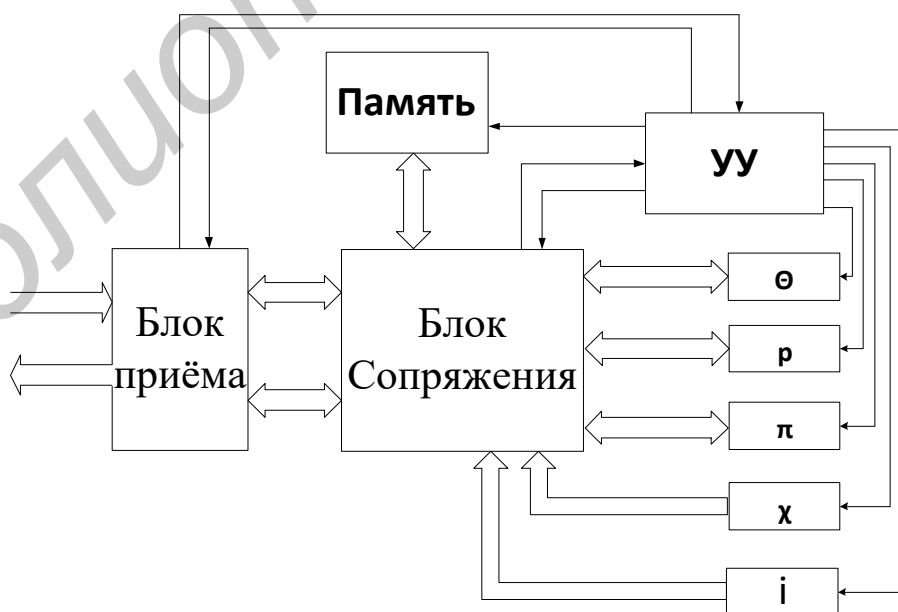 Память
УУ
Блок
приёма
Блок
Сопряжения
Θ
р
π
χ
i